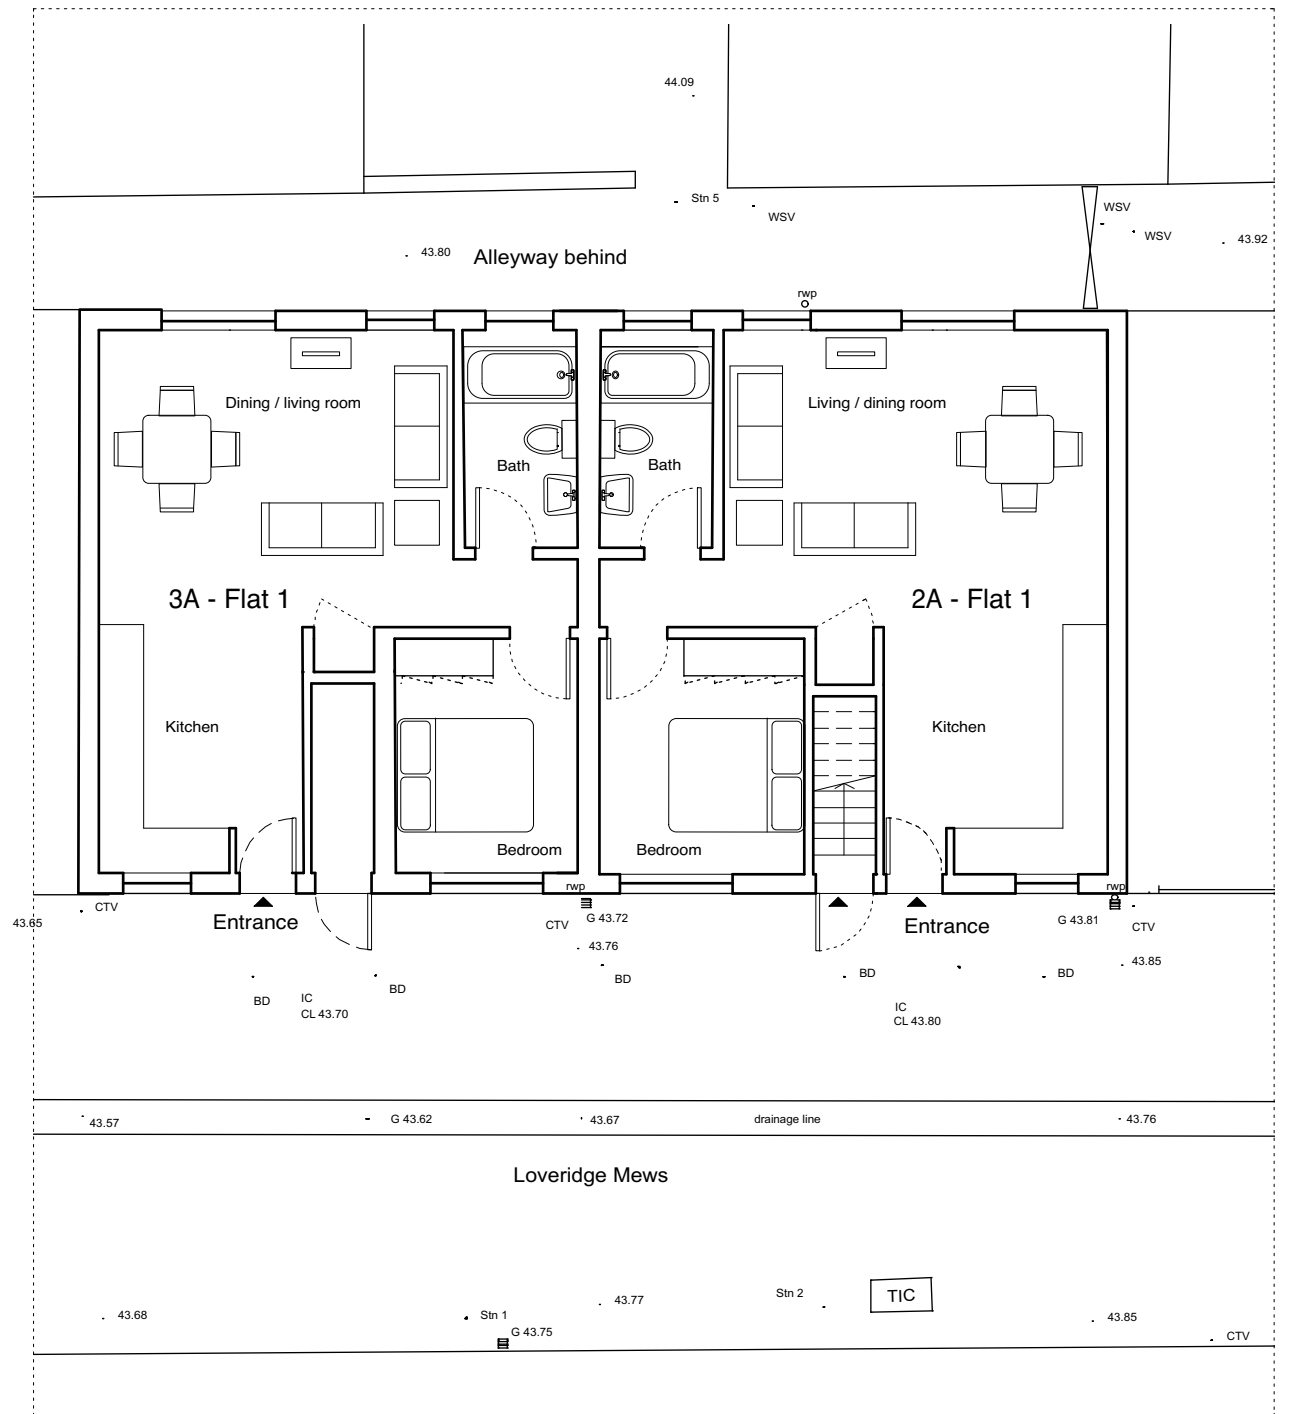 44.09
Stn 5
WSV
WSV
WSV
43.92
43.80
Alleyway behind
rwp
Dining / living room
Living / dining room
Bath
Bath
3A - Flat 1
2A - Flat 1
Kitchen
Kitchen
Bedroom
Bedroom
rwp
rwp
CTV
43.65
Entrance
CTV
G 43.72
43.76
Entrance
G 43.81
CTV
43.85
BD
BD
BD
BD
BD
IC
CL 43.70
IC
CL 43.80
43.57
G 43.62
43.67
drainage line
43.76
Loveridge Mews
43.68
Stn 1
G 43.75
43.77
Stn 2
TIC
43.85
CTV